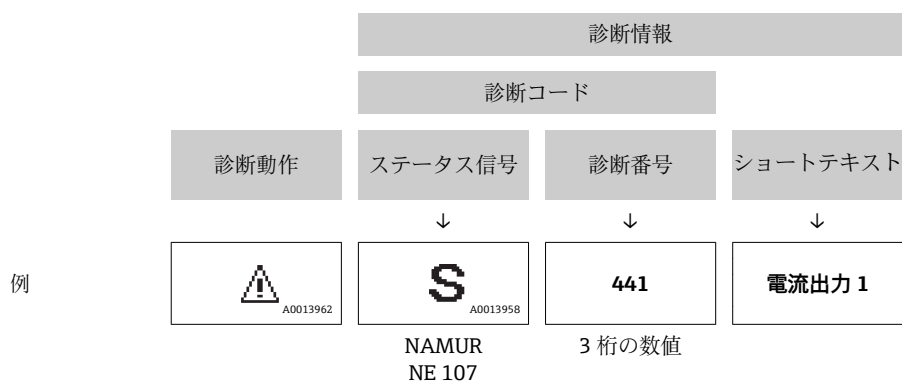 診断情報
診断コード
診断動作 ステータス信号 診断番号 ショートテキスト
↓ ↓ ↓
例 S 441 電流出力 1
A0013962 A0013958
NAMUR 3 桁の数値
NE 107